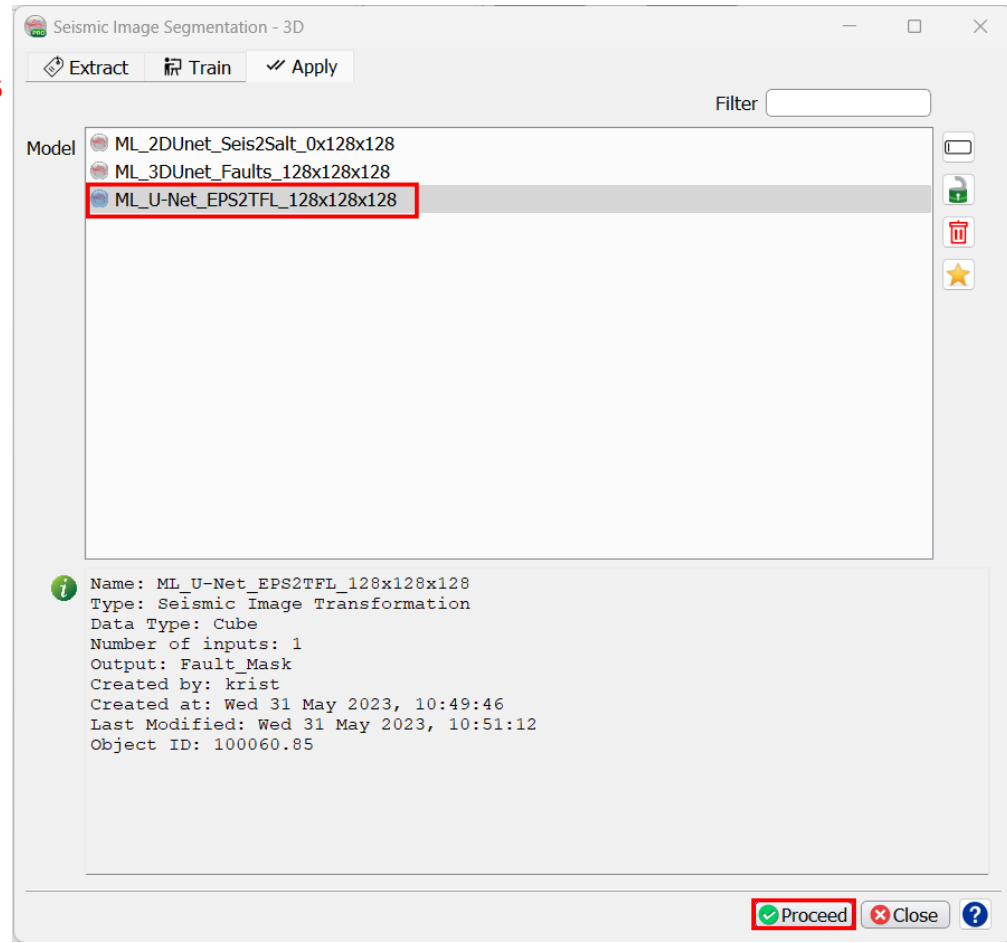 Seismic Image Segmentation - 3D
Extract Train Apply
Filter
Model
ML_2DUnet_Seis2Salt_0x128x128
ML_3DUnet_Faults_128x128x128
ML_U-Net_EPS2TFL_128x128x128
Name: ML_U-Net_EPS2TFL_128x128x128
Type: Seismic Image Transformation
Data Type: Cube
Number of inputs: 1
Output: Fault_Mask
Created by: krist
Created at: Wed 31 May 2023, 10:49:46
Last Modified: Wed 31 May 2023, 10:51:12
Object ID: 100060.85
Proceed Close ?